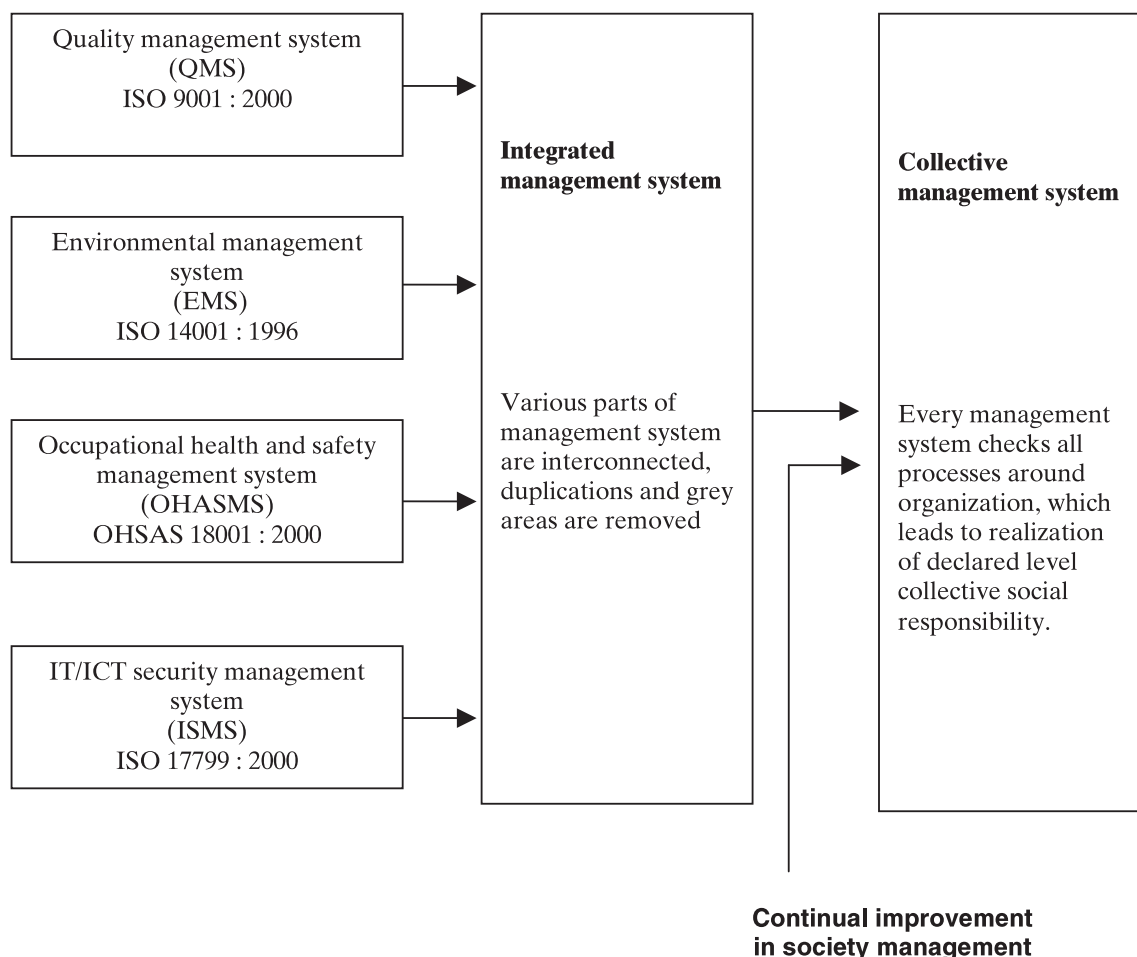 Quality management system
(QMS)
ISO 9001 : 2000
Environmental management
system
(EMS)
ISO 14001 : 1996
Occupational health and safety
management system
(OHASMS)
OHSAS 18001 : 2000
IT/ICT security management
system
(ISMS)
ISO 17799 : 2000
Integrated
management system
Various parts of
management system
are interconnected,
duplications and grey
areas are removed
Collective
management system
Every management
system checks all
processes around
organization, which
leads to realization
of declared level
collective social
responsibility.
Continual improvement
in society management